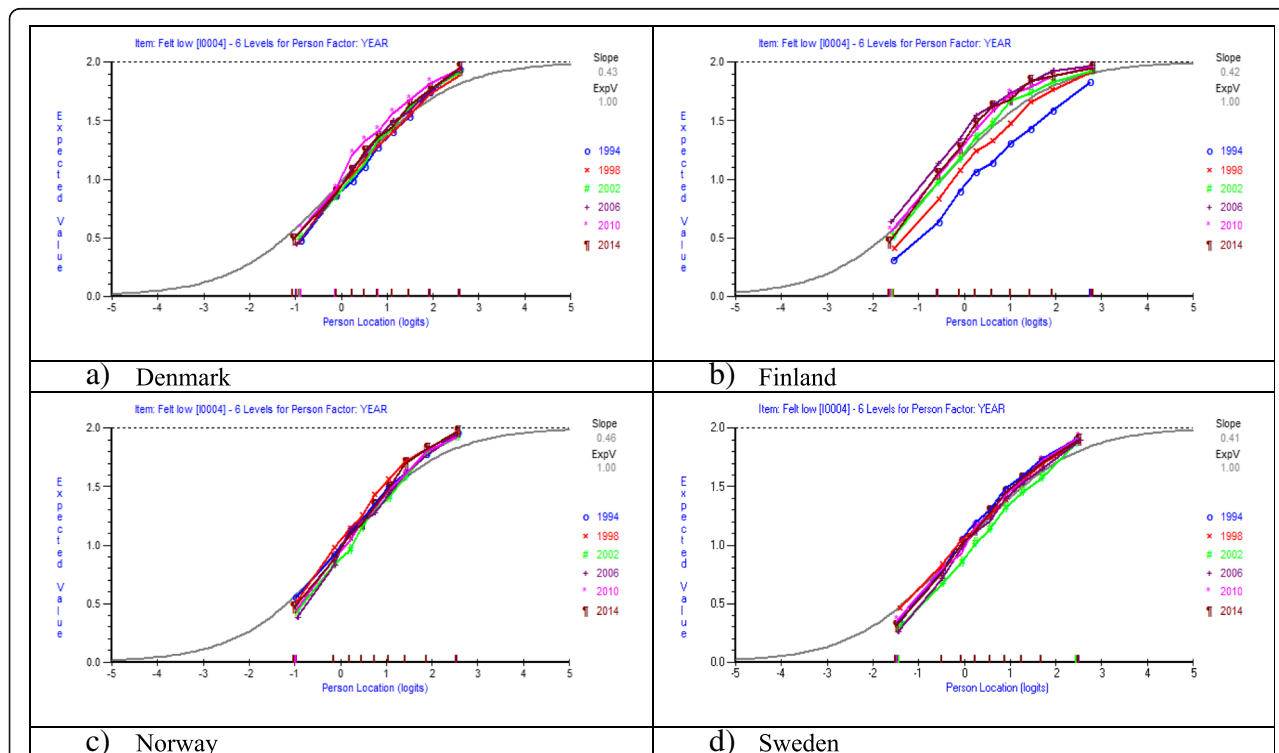 Item: Felt low [I0004] - 6 Levels for Person Factor: YEAR
Slope
0.43
ExpV
1.00
Expected Value
2.0
1.5
1.0
0.5
0.0
o 1994
× 1998
# 2002
+ 2006
* 2010
¶ 2014
-5 -4 -3 -2 -1 0 1 2 3 4 5
Person Location (logits)
a) Denmark
Item: Felt low [I0004] - 6 Levels for Person Factor: YEAR
Slope
0.42
ExpV
1.00
Expected Value
2.0
1.5
1.0
0.5
0.0
o 1994
× 1998
# 2002
+ 2006
* 2010
¶ 2014
-5 -4 -3 -2 -1 0 1 2 3 4 5
Person Location (logits)
b) Finland
Item: Felt low [I0004] - 6 Levels for Person Factor: YEAR
Slope
0.46
ExpV
1.00
Expected Value
2.0
1.5
1.0
0.5
0.0
o 1994
× 1998
# 2002
+ 2006
* 2010
¶ 2014
-5 -4 -3 -2 -1 0 1 2 3 4 5
Person Location (logits)
c) Norway
Item: Felt low [I0004] - 6 Levels for Person Factor: YEAR
Slope
0.41
ExpV
1.00
Expected Value
2.0
1.5
1.0
0.5
0.0
o 1994
× 1998
# 2002
+ 2006
* 2010
¶ 2014
-5 -4 -3 -2 -1 0 1 2 3 4 5
Person Location (logits)
d) Sweden